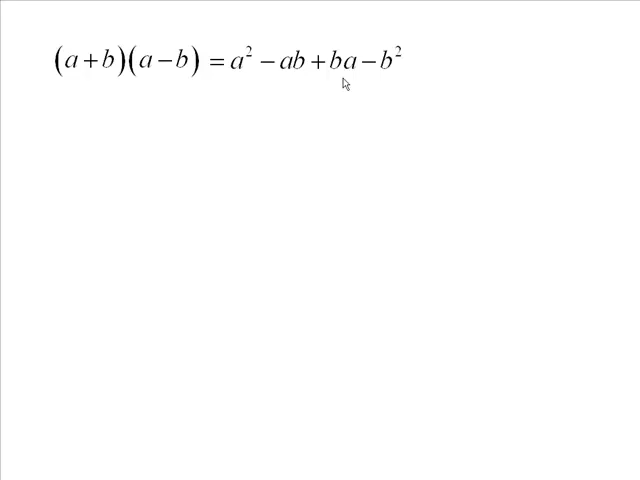 (a+b)(a−b) = a² − ab + ba − b²